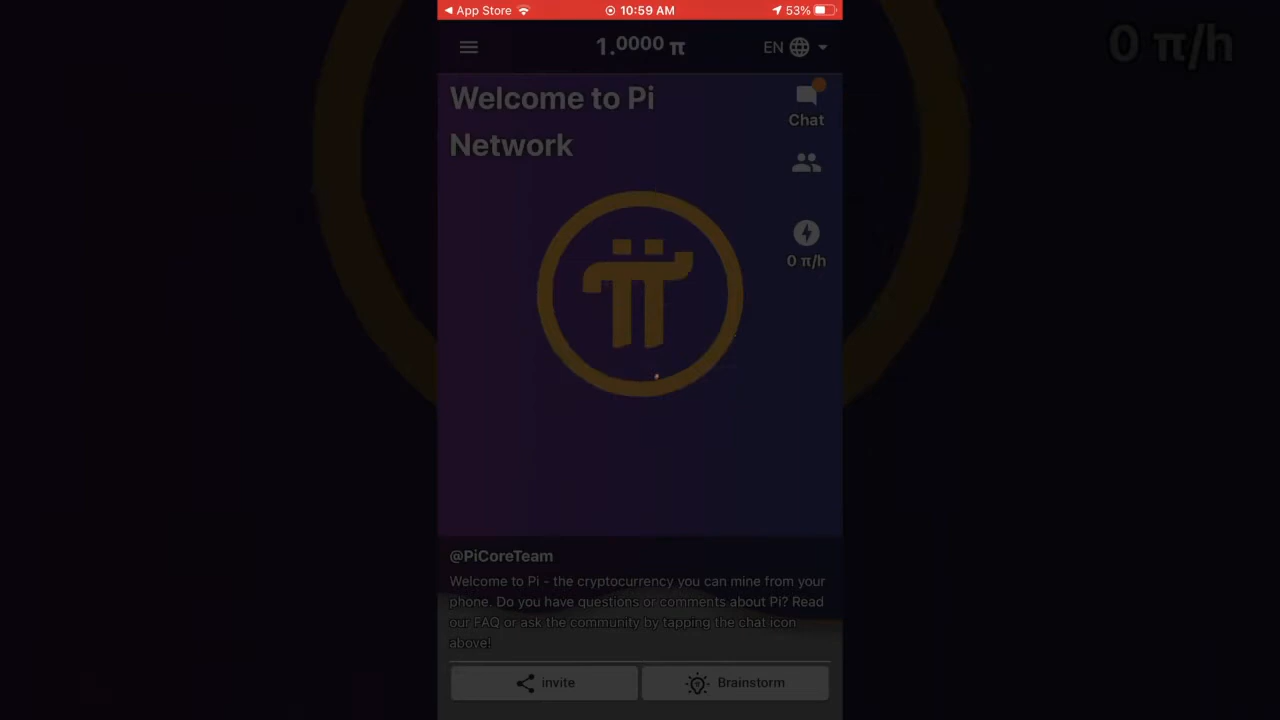 ◀ App Store 10:59 AM 53%
1.0000 π EN
0 π/h
Welcome to Pi
Network
Chat
0 π/h
@PiCoreTeam
Welcome to Pi - the cryptocurrency you can mine from your
phone. Do you have questions or comments about Pi? Read
our FAQ or ask the community by tapping the chat icon
above!
invite Brainstorm